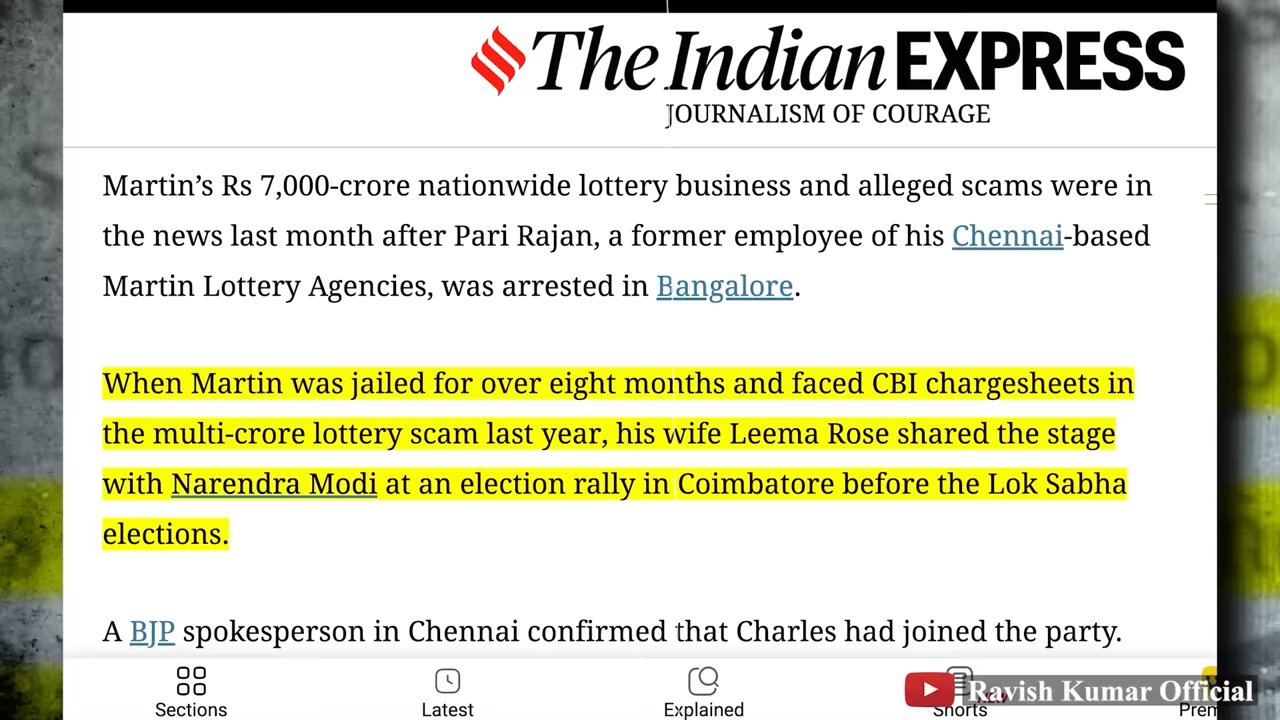 The Indian EXPRESS
JOURNALISM OF COURAGE
Martin’s Rs 7,000-crore nationwide lottery business and alleged scams were in
the news last month after Pari Rajan, a former employee of his Chennai-based
Martin Lottery Agencies, was arrested in Bangalore.
When Martin was jailed for over eight months and faced CBI chargesheets in
the multi-crore lottery scam last year, his wife Leema Rose shared the stage
with Narendra Modi at an election rally in Coimbatore before the Lok Sabha
elections.
A BJP spokesperson in Chennai confirmed that Charles had joined the party.
Sections Latest Explained Shorts Prem
Ravish Kumar Official